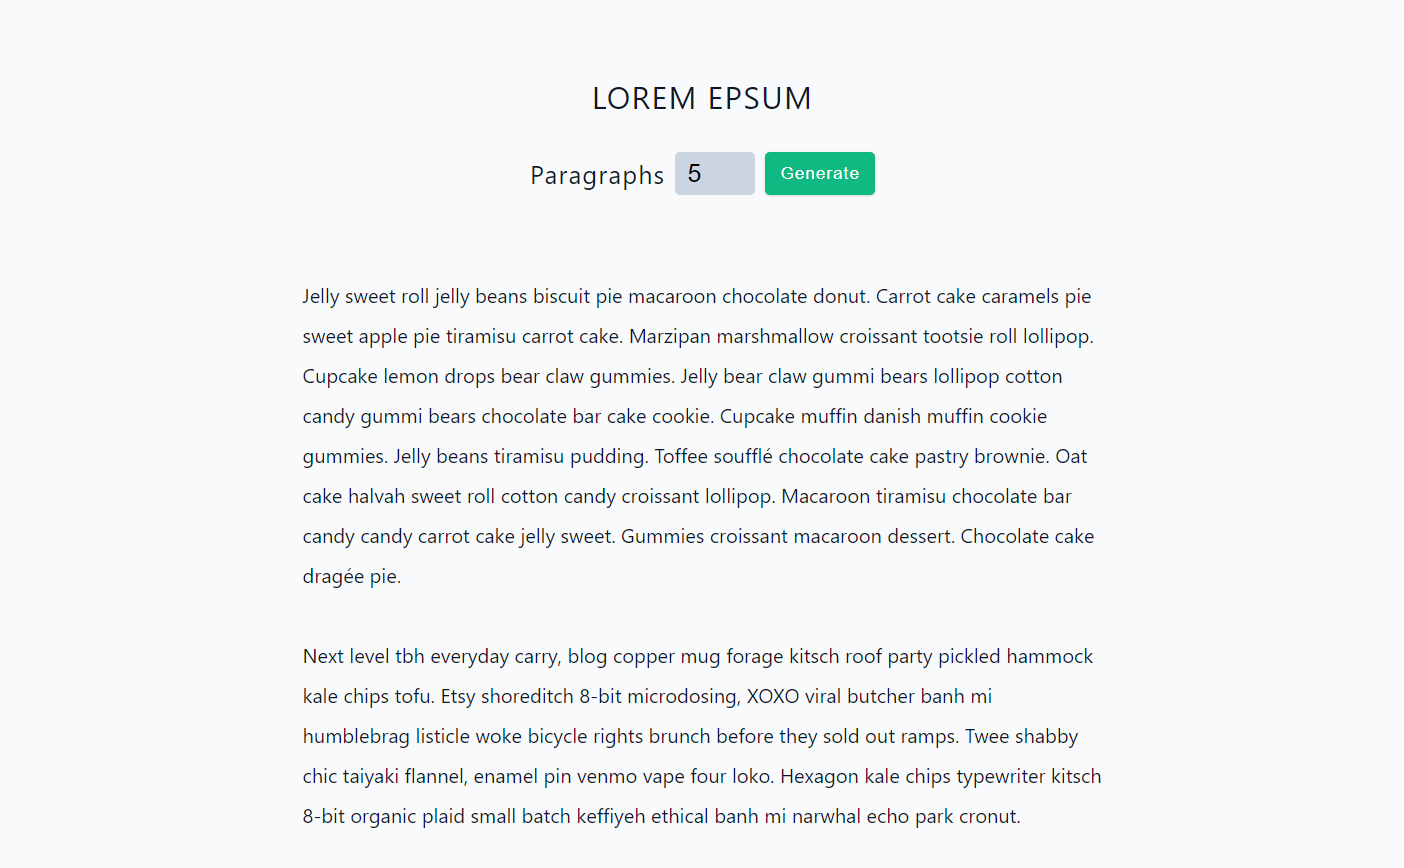 LOREM EPSUM
Paragraphs 5 Generate
Jelly sweet roll jelly beans biscuit pie macaroon chocolate donut. Carrot cake caramels pie
sweet apple pie tiramisu carrot cake. Marzipan marshmallow croissant tootsie roll lollipop.
Cupcake lemon drops bear claw gummies. Jelly bear claw gummi bears lollipop cotton
candy gummi bears chocolate bar cake cookie. Cupcake muffin danish muffin cookie
gummies. Jelly beans tiramisu pudding. Toffee soufflé chocolate cake pastry brownie. Oat
cake halvah sweet roll cotton candy croissant lollipop. Macaroon tiramisu chocolate bar
candy candy carrot cake jelly sweet. Gummies croissant macaroon dessert. Chocolate cake
dragée pie.
Next level tbh everyday carry, blog copper mug forage kitsch roof party pickled hammock
kale chips tofu. Etsy shoreditch 8-bit microdosing, XOXO viral butcher banh mi
humblebrag listicle woke bicycle rights brunch before they sold out ramps. Twee shabby
chic taiyaki flannel, enamel pin venmo vape four loko. Hexagon kale chips typewriter kitsch
8-bit organic plaid small batch keffiyeh ethical banh mi narwhal echo park cronut.